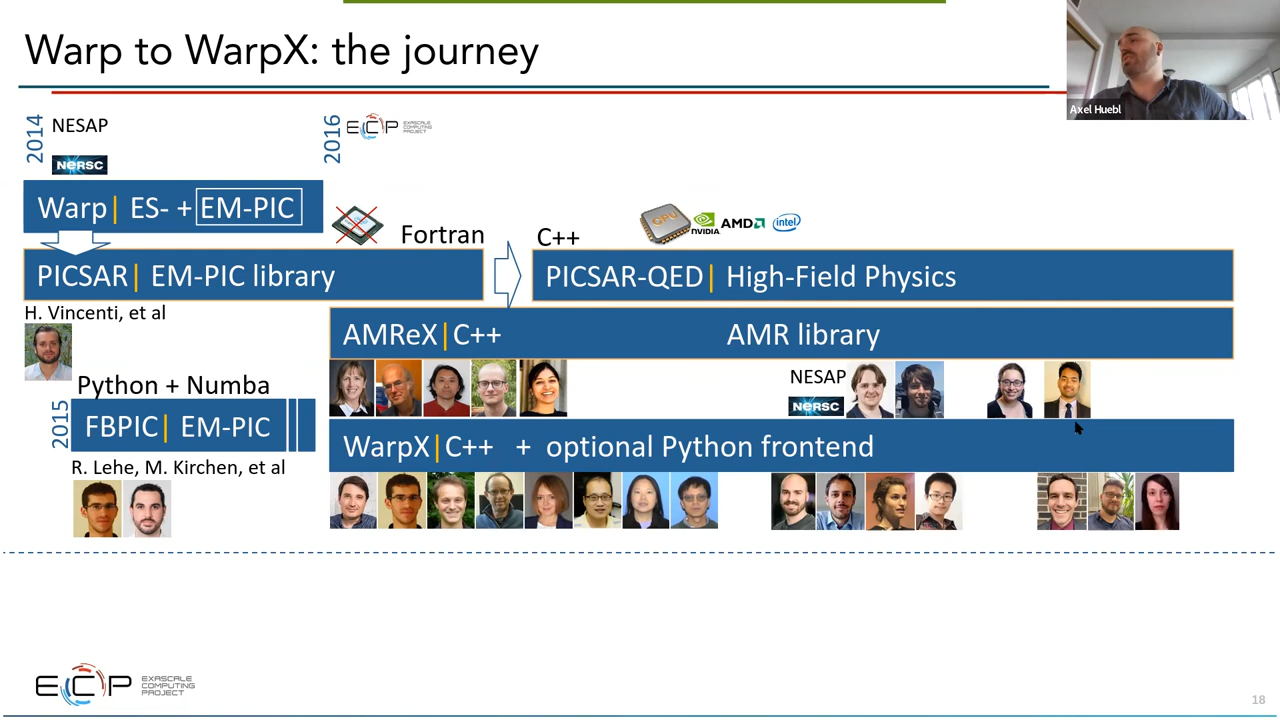 Warp to WarpX: the journey
Axel Huebl
2014
NESAP
NERSC
2016
ECP EXASCALE COMPUTING PROJECT
Warp| ES- + EM-PIC
Fortran
C++
GPU
NVIDIA
AMD
intel
PICSAR| EM-PIC library
PICSAR-QED| High-Field Physics
H. Vincenti, et al
AMReX|C++ AMR library
Python + Numba
NESAP
NERSC
2015
FBPIC| EM-PIC
WarpX|C++ + optional Python frontend
R. Lehe, M. Kirchen, et al
ECP
EXASCALE
COMPUTING
PROJECT
18